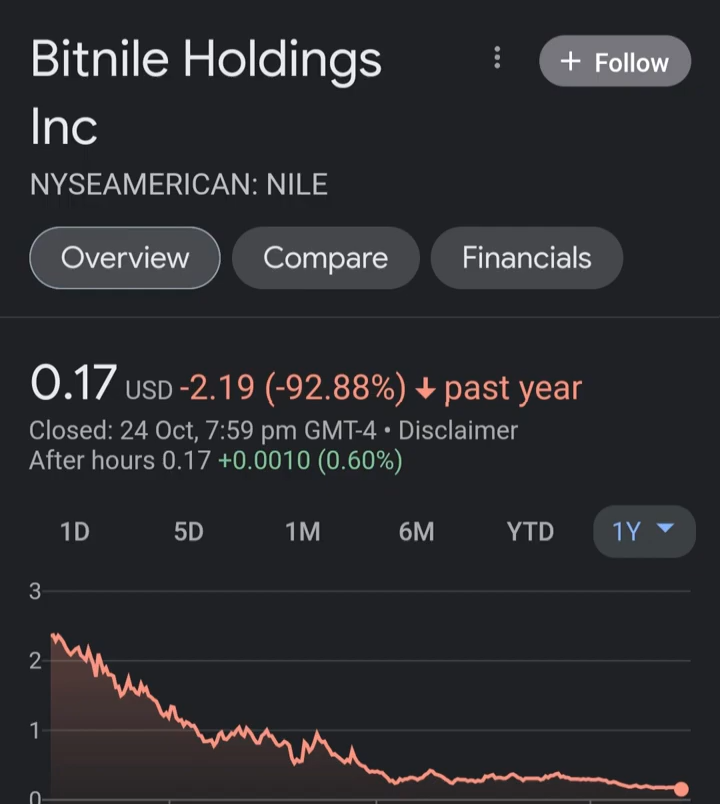 Bitnile Holdings
Inc
+ Follow
NYSEAMERICAN: NILE
Overview
Compare
Financials
0.17 USD -2.19 (-92.88%) ↓ past year
Closed: 24 Oct, 7:59 pm GMT-4 • Disclaimer
After hours 0.17 +0.0010 (0.60%)
1D 5D 1M 6M YTD 1Y
3
2
1
0